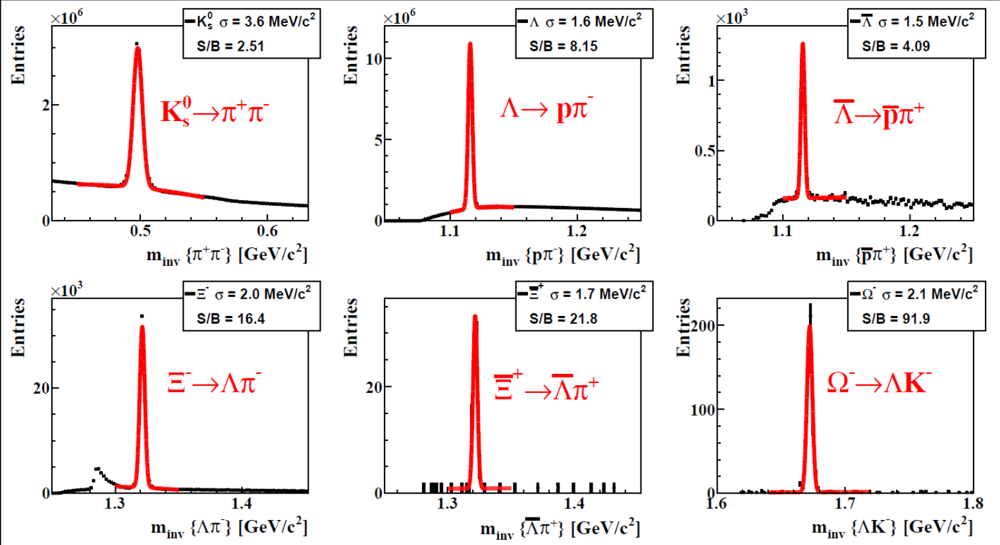 ×10⁶
K⁰ₛ σ = 3.6 MeV/c²
S/B = 2.51
Entries
2
0
K⁰ₛ→π⁺π⁻
0.5 0.6
m_inv {π⁺π⁻} [GeV/c²]
×10⁶
Λ σ = 1.6 MeV/c²
S/B = 8.15
Entries
10
5
0
Λ→ pπ⁻
1.1 1.2
m_inv {pπ⁻} [GeV/c²]
×10³
Λ̅ σ = 1.5 MeV/c²
S/B = 4.09
Entries
1
0.5
0
Λ̅→p̅π⁺
1.1 1.2
m_inv {p̅π⁺} [GeV/c²]
×10³
Ξ⁻ σ = 2.0 MeV/c²
S/B = 16.4
Entries
20
0
Ξ⁻→Λπ⁻
1.3 1.4
m_inv {Λπ⁻} [GeV/c²]
Ξ̅⁺ σ = 1.7 MeV/c²
S/B = 21.8
Entries
20
0
Ξ̅⁺→Λ̅π⁺
1.3 1.4
m_inv {Λ̅π⁺} [GeV/c²]
Ω⁻ σ = 2.1 MeV/c²
S/B = 91.9
Entries
200
100
0
Ω⁻→ΛK⁻
1.6 1.7 1.8
m_inv {ΛK⁻} [GeV/c²]